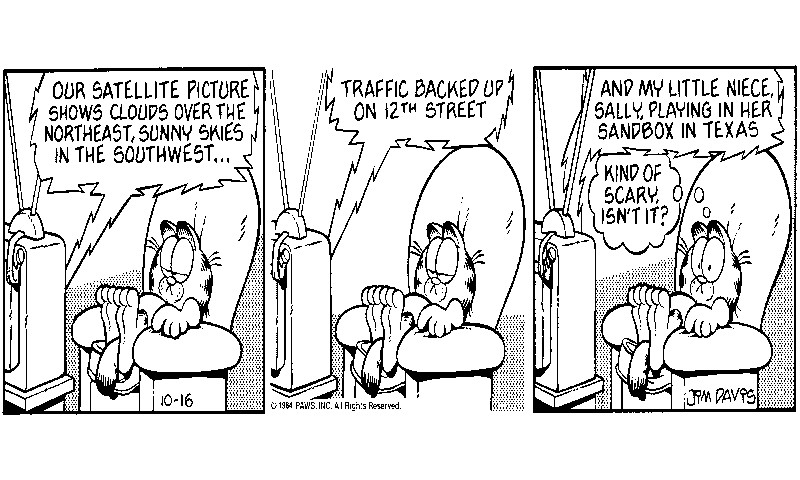 OUR SATELLITE PICTURE
SHOWS CLOUDS OVER THE
NORTHEAST, SUNNY SKIES
IN THE SOUTHWEST...
10-16
TRAFFIC BACKED UP
ON 12TH STREET
© 1984 PAWS, INC. All Rights Reserved.
AND MY LITTLE NIECE,
SALLY, PLAYING IN HER
SANDBOX IN TEXAS
KIND OF
SCARY,
ISN'T IT?
JIM DAVIS